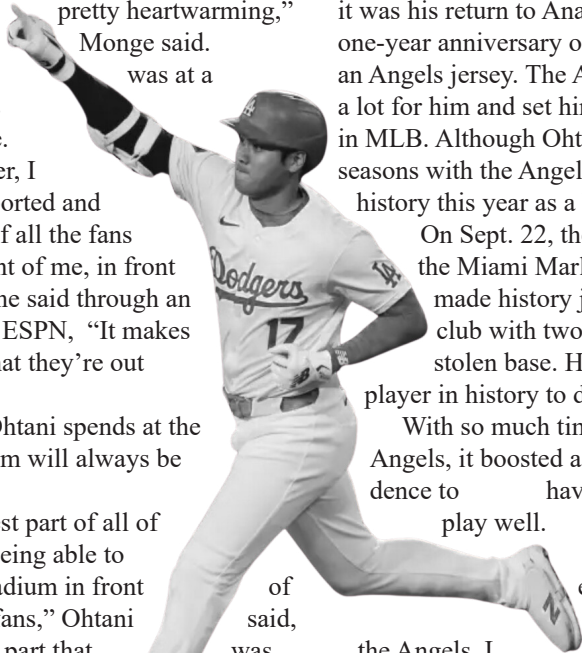 pretty heartwarming,”
Monge said.
was at a
e.
er, I
orted and
f all the fans
nt of me, in front
he said through an
ESPN, “It makes
hat they’re out
Ohtani spends at the
m will always be
est part of all of
eing able to
adium in front of
fans,” Ohtani said,
part that was
it was his return to Ana
one-year anniversary o
an Angels jersey. The A
a lot for him and set hi
in MLB. Although Oht
seasons with the Angel
history this year as a
On Sept. 22, the
the Miami Marl
made history j
club with two
stolen base. H
player in history to d
With so much tim
Angels, it boosted a
dence to hav
play well.
e
the Angels, I
LA
Dodgers
17
LA
N